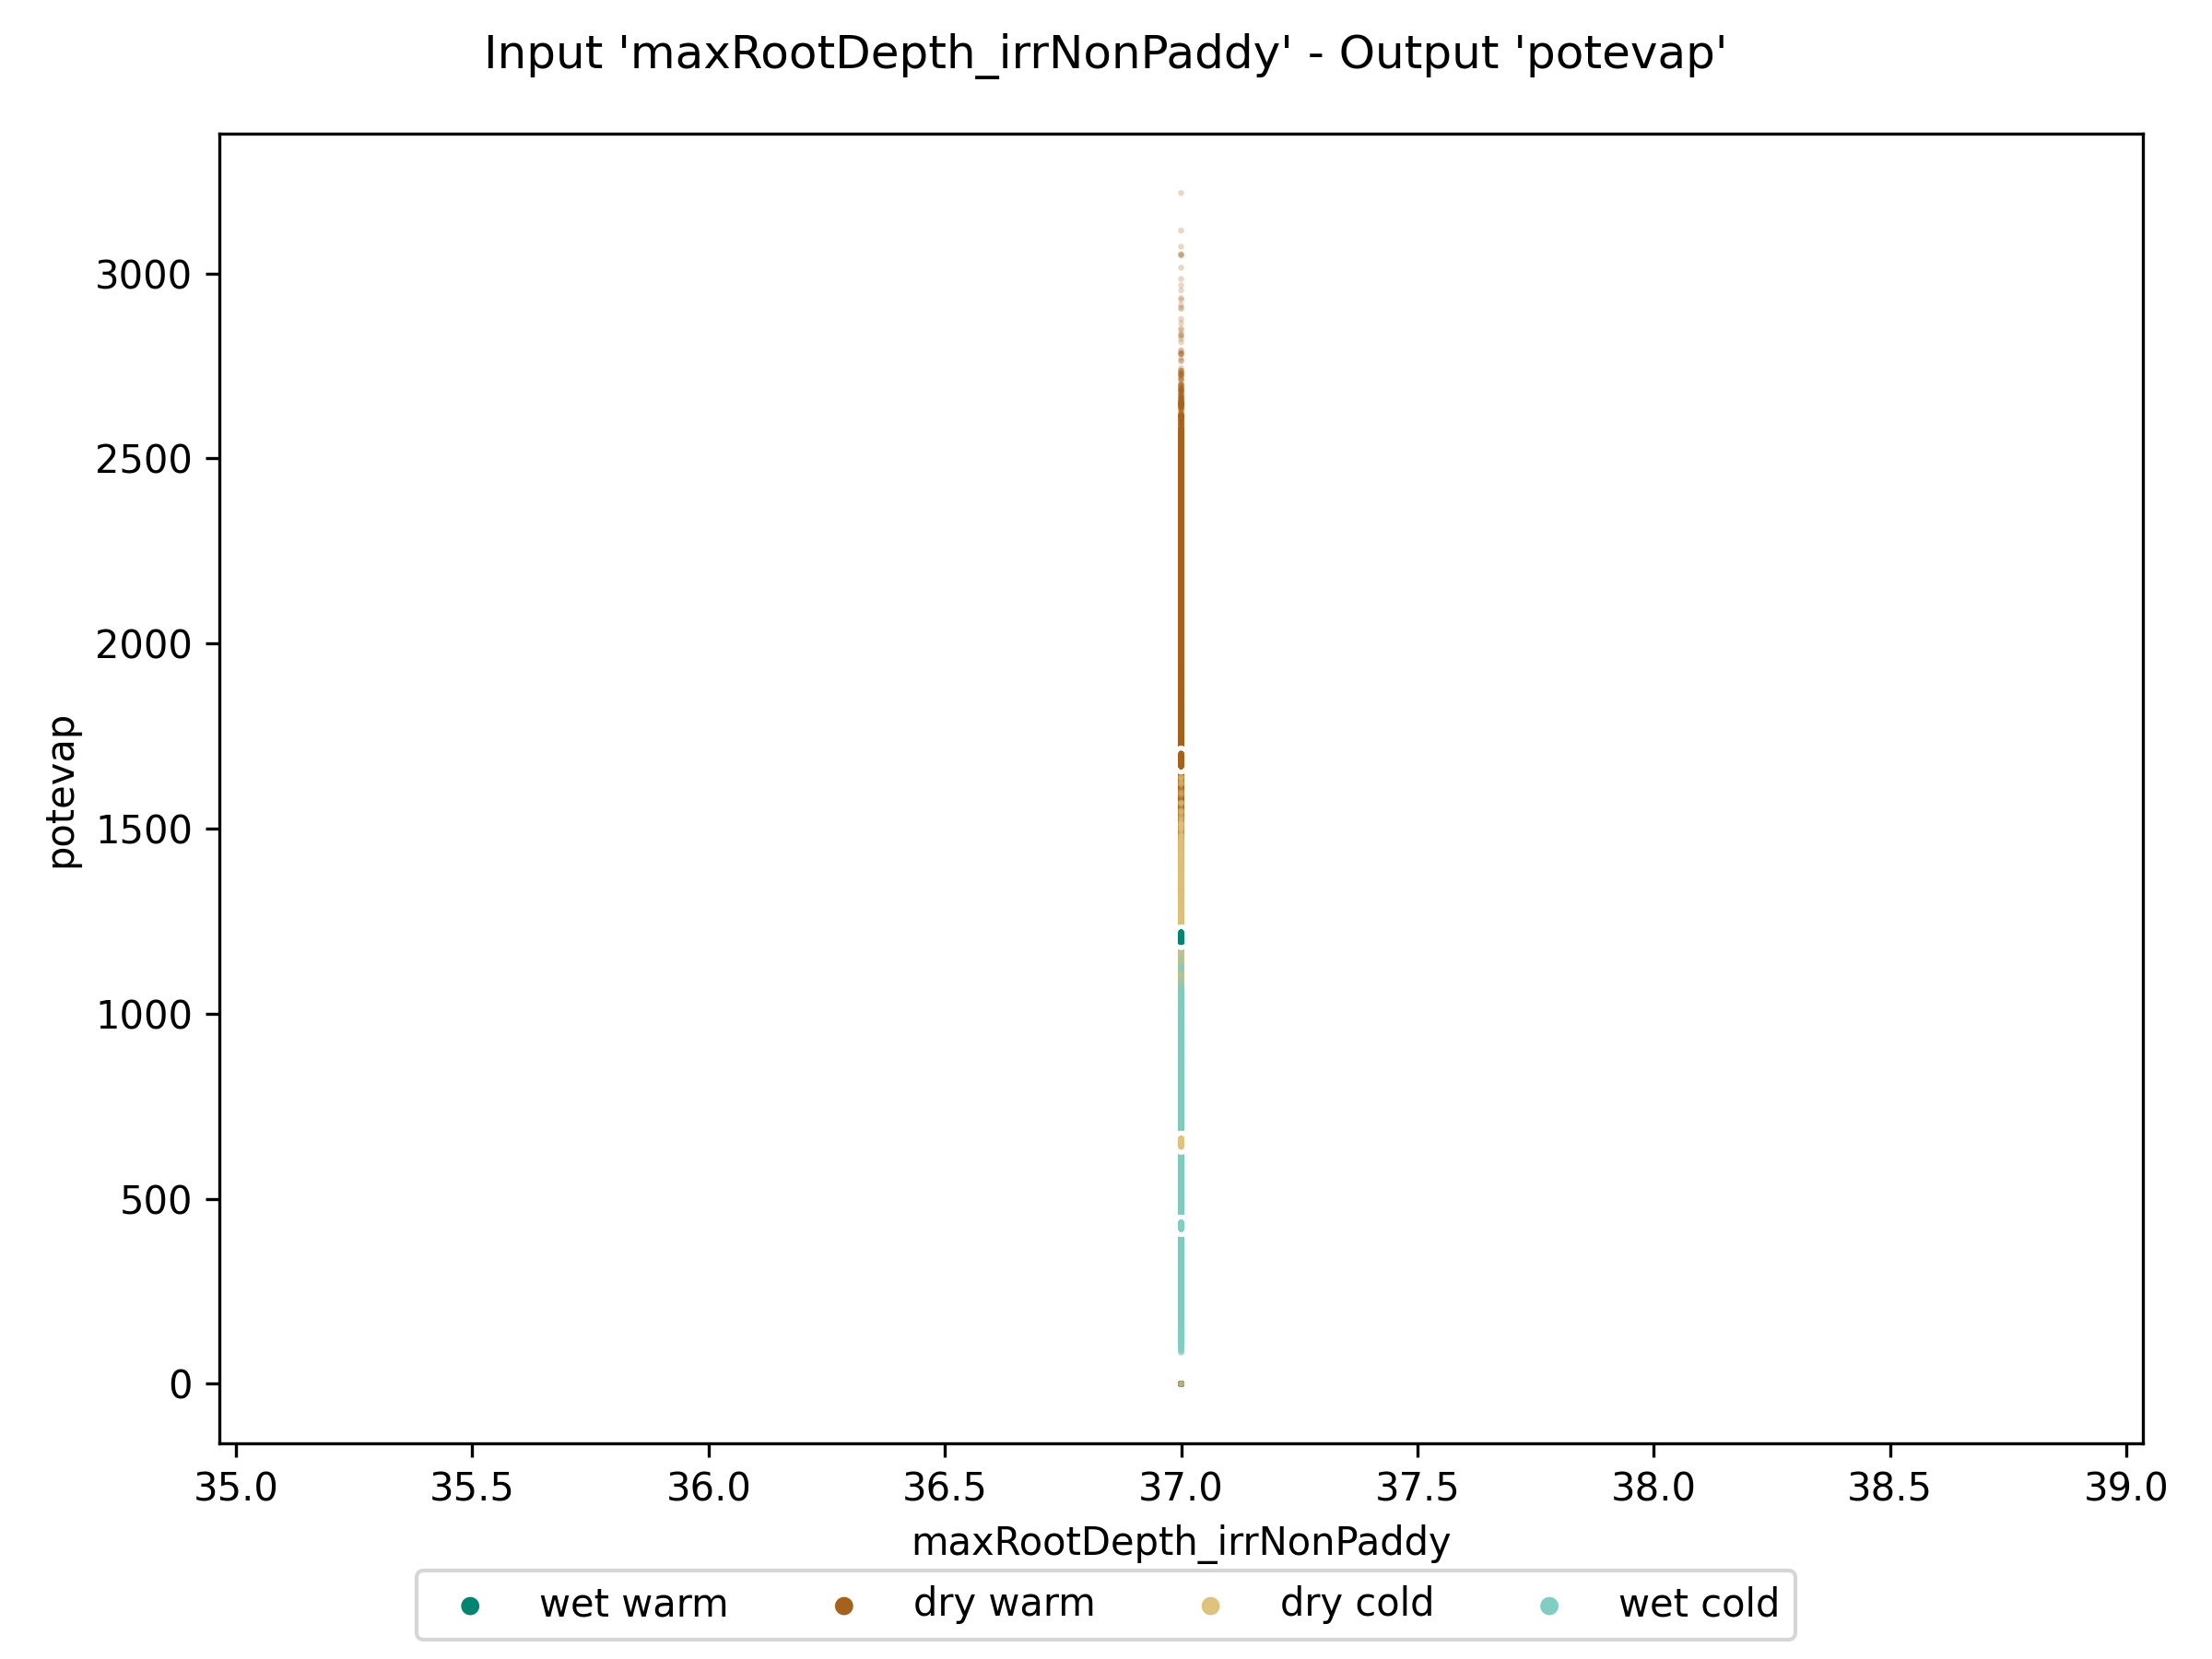 Input 'maxRootDepth_irrNonPaddy' - Output 'potevap'
3000
2500
2000
1500
1000
500
0
potevap
35.0 35.5 36.0 36.5 37.0 37.5 38.0 38.5 39.0
maxRootDepth_irrNonPaddy
wet warm dry warm dry cold wet cold